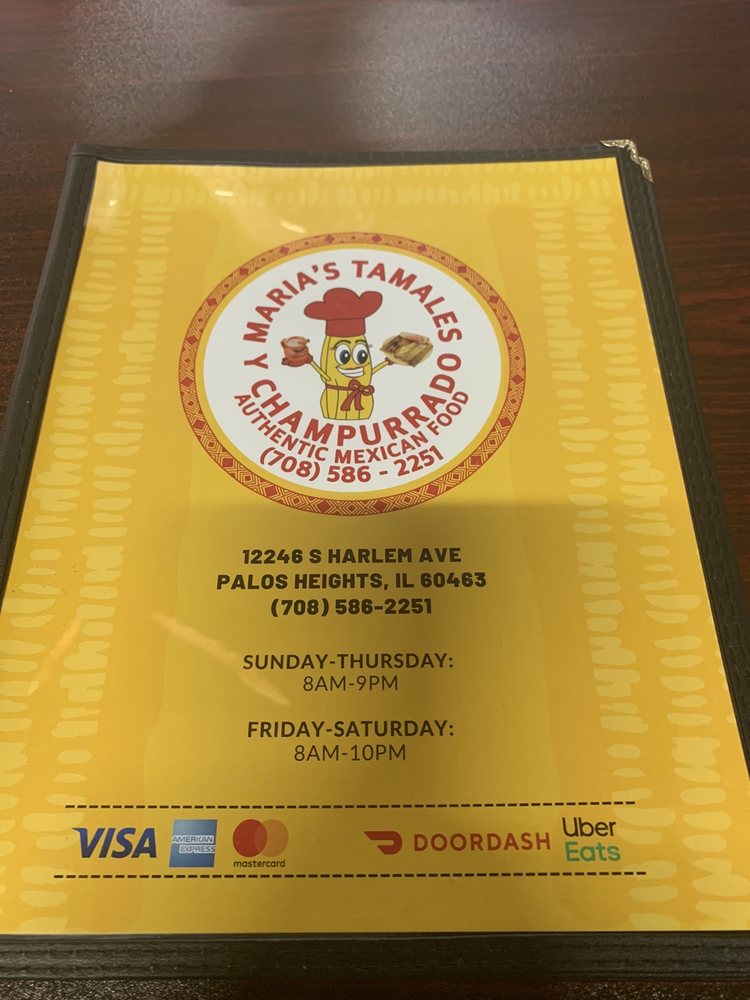 MARIA'S TAMALES
Y CHAMPURRADO
AUTHENTIC MEXICAN FOOD
(708) 586 - 2251
12246 S HARLEM AVE
PALOS HEIGHTS, IL 60463
(708) 586-2251
SUNDAY-THURSDAY:
8AM-9PM
FRIDAY-SATURDAY:
8AM-10PM
VISA
AMERICAN
EXPRESS
mastercard
DOORDASH
Uber
Eats